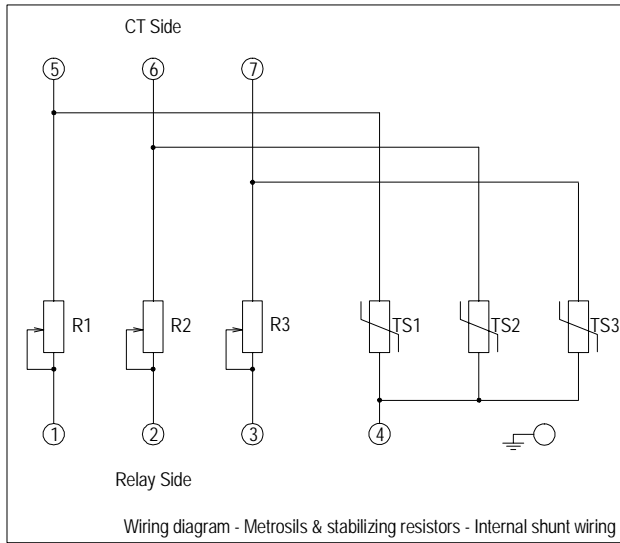 CT Side
5 6 7
R1 R2 R3 TS1 TS2 TS3
1 2 3 4
Relay Side
Wiring diagram - Metrosils & stabilizing resistors - Internal shunt wiring